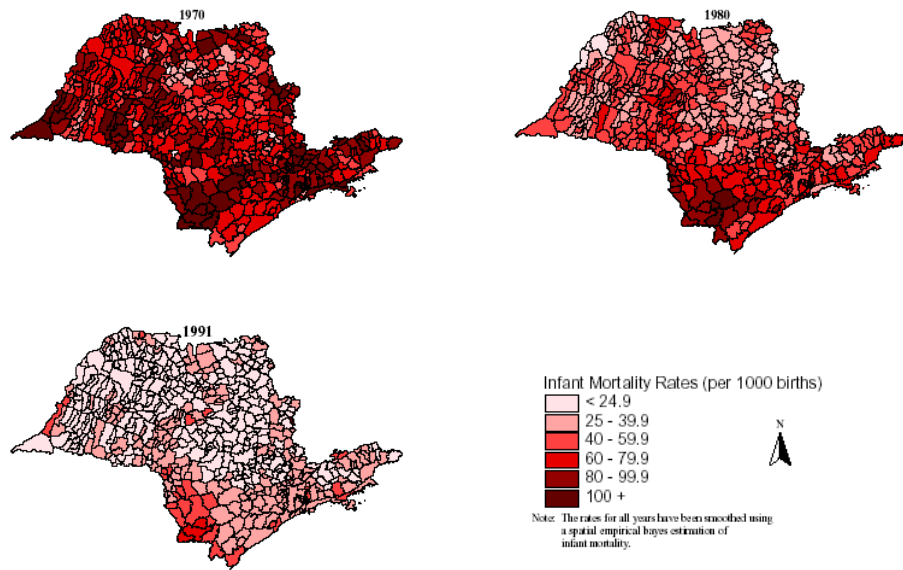 1970
1980
1991
Infant Mortality Rates (per 1000 births)
< 24.9
25 - 39.9
40 - 59.9
60 - 79.9
80 - 99.9
100 +
N
Note: The rates for all years have been smoothed using
a spatial empirical bayes estimation of
infant mortality.